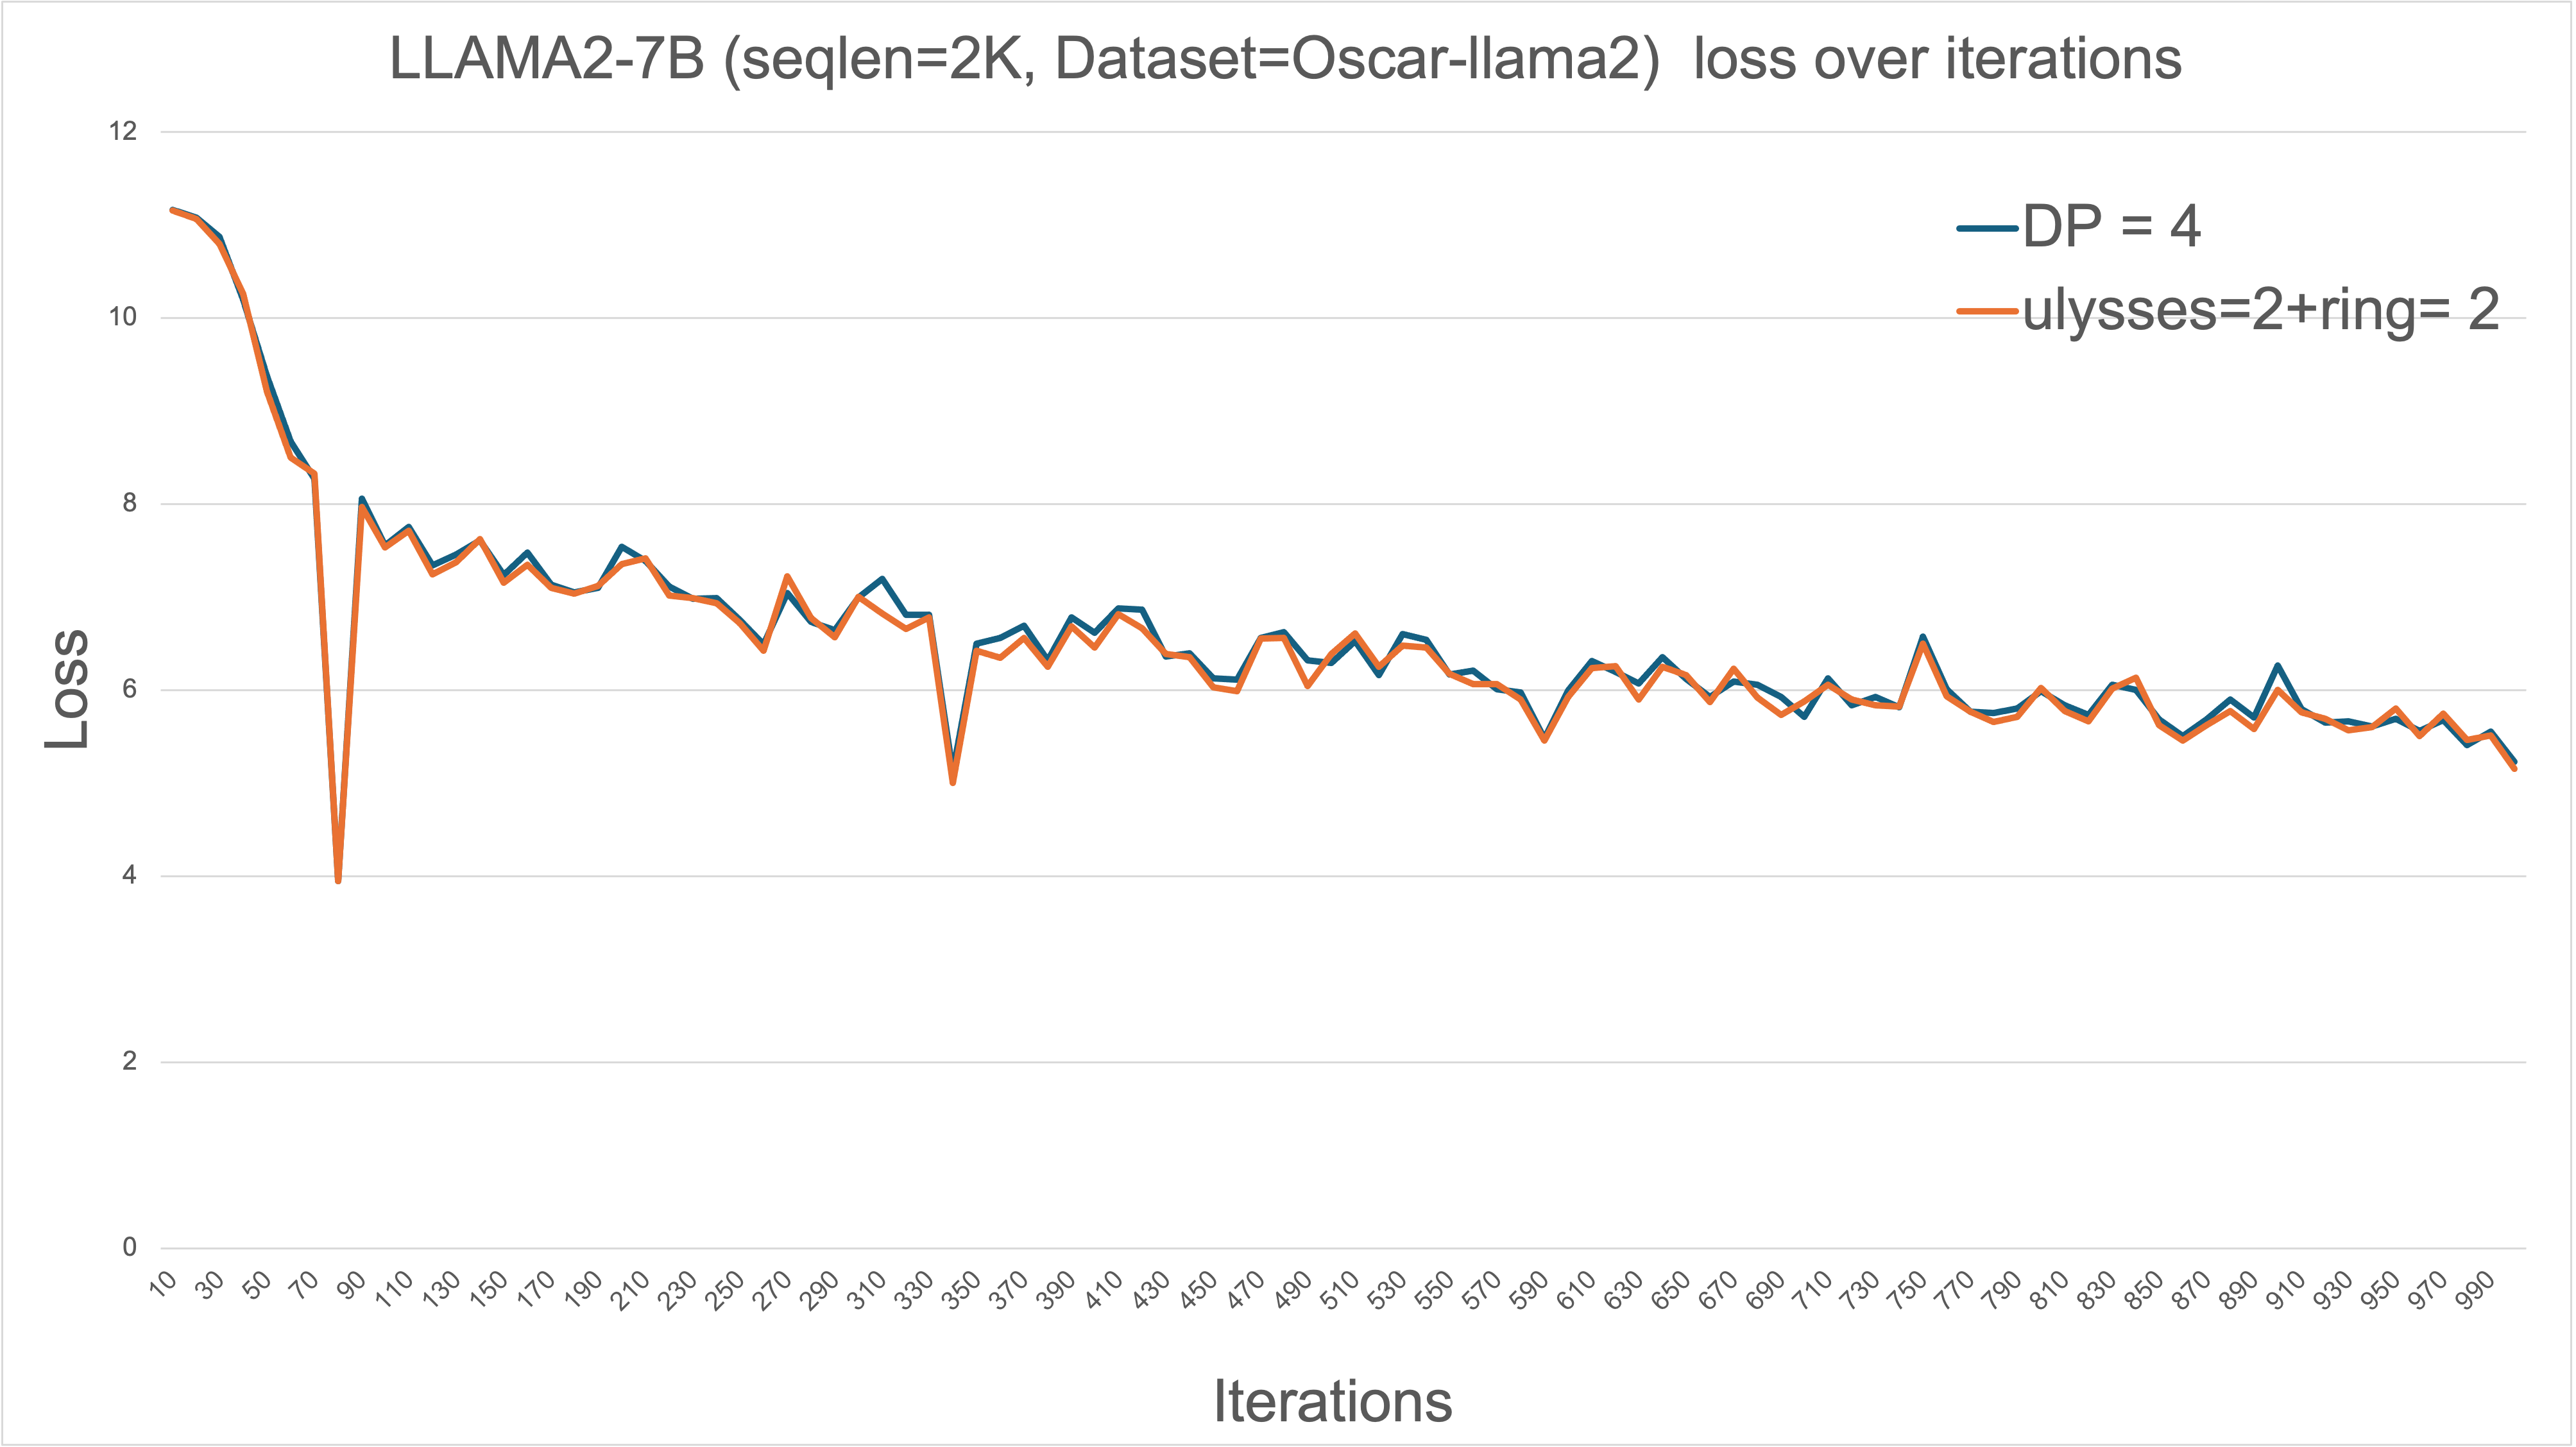 LLAMA2-7B (seqlen=2K, Dataset=Oscar-llama2)  loss over iterations
12
DP = 4
ulysses=2+ring= 2
10
8
6
4
2
0
Loss
10 30 50 70 90 110 130 150 170 190 210 230 250 270 290 310 330 350 370 390 410 430 450 470 490 510 530 550 570 590 610 630 650 670 690 710 730 750 770 790 810 830 850 870 890 910 930 950 970 990
Iterations